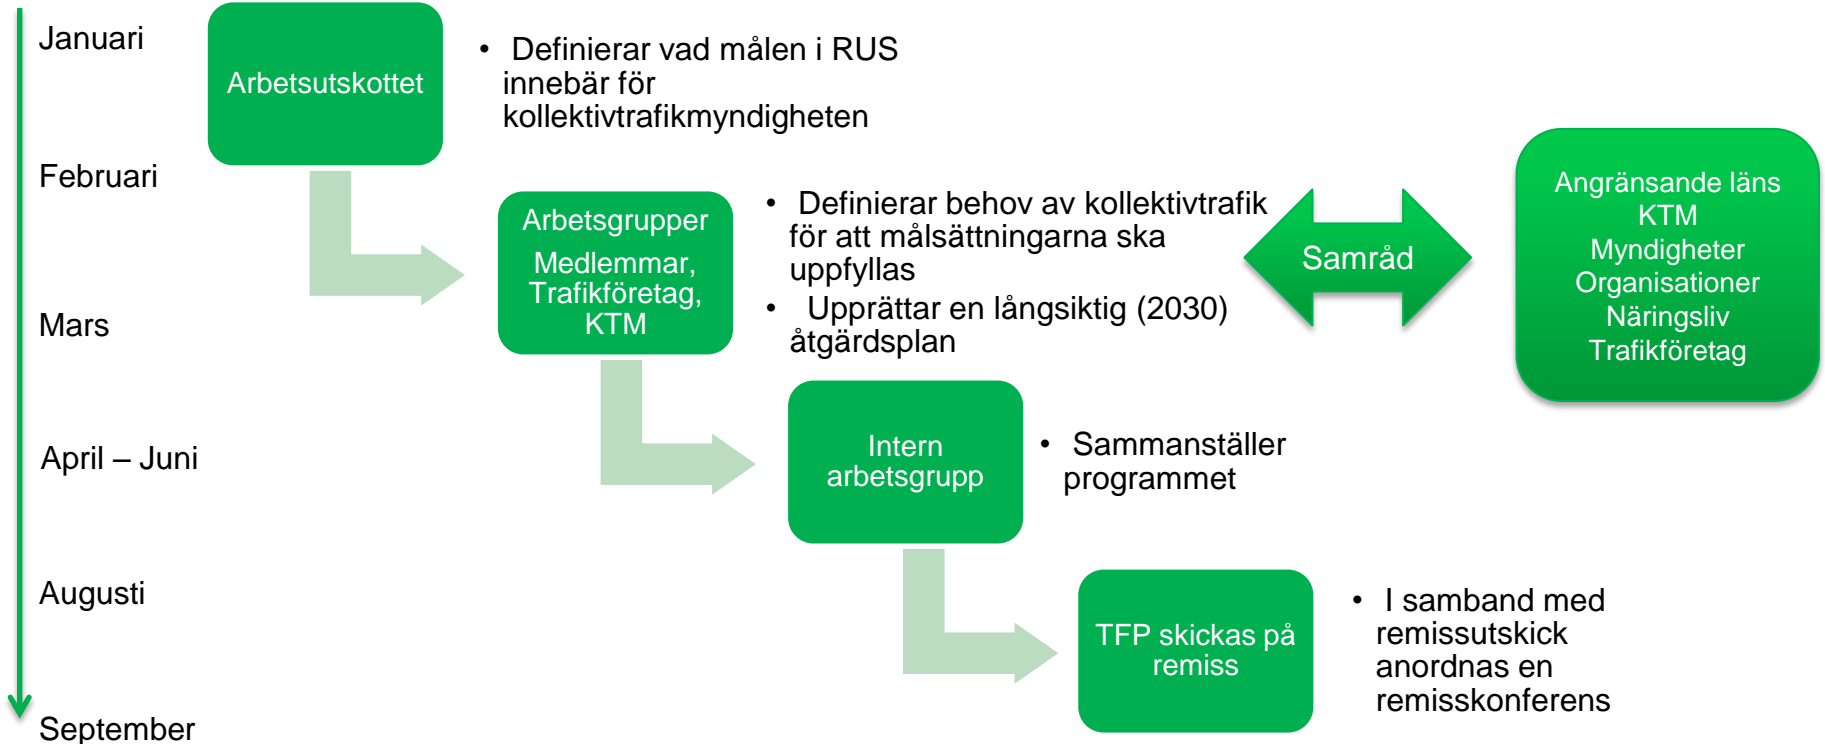 Januari
Februari
Mars
April – Juni
Augusti
September
Arbetsutskottet
• Definierar vad målen i RUS
innebär för
kollektivtrafikmyndigheten
Arbetsgrupper
Medlemmar,
Trafikföretag,
KTM
• Definierar behov av kollektivtrafik
för att målsättningarna ska
uppfyllas
• Upprättar en långsiktig (2030)
åtgärdsplan
Samråd
Angränsande läns
KTM
Myndigheter
Organisationer
Näringsliv
Trafikföretag
Intern
arbetsgrupp
• Sammanställer
programmet
TFP skickas på
remiss
• I samband med
remissutskick
anordnas en
remisskonferens